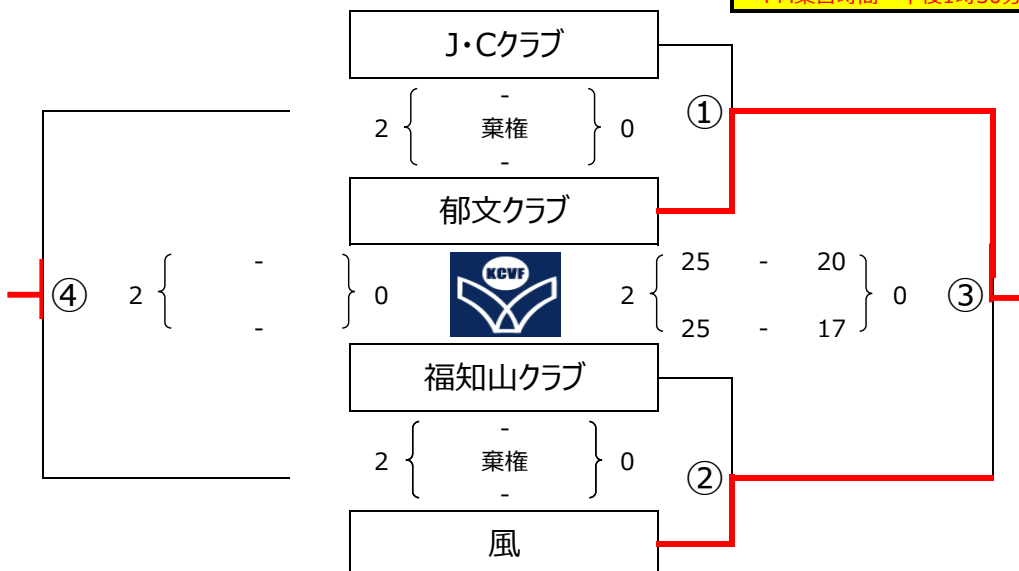 J・Cクラブ
-
2 棄権 0
-
①
郁文クラブ
④ 2 - - 0
KCVF
2 25 - 20 0 ③
25 - 17
福知山クラブ
-
2 棄権 0
-
②
風